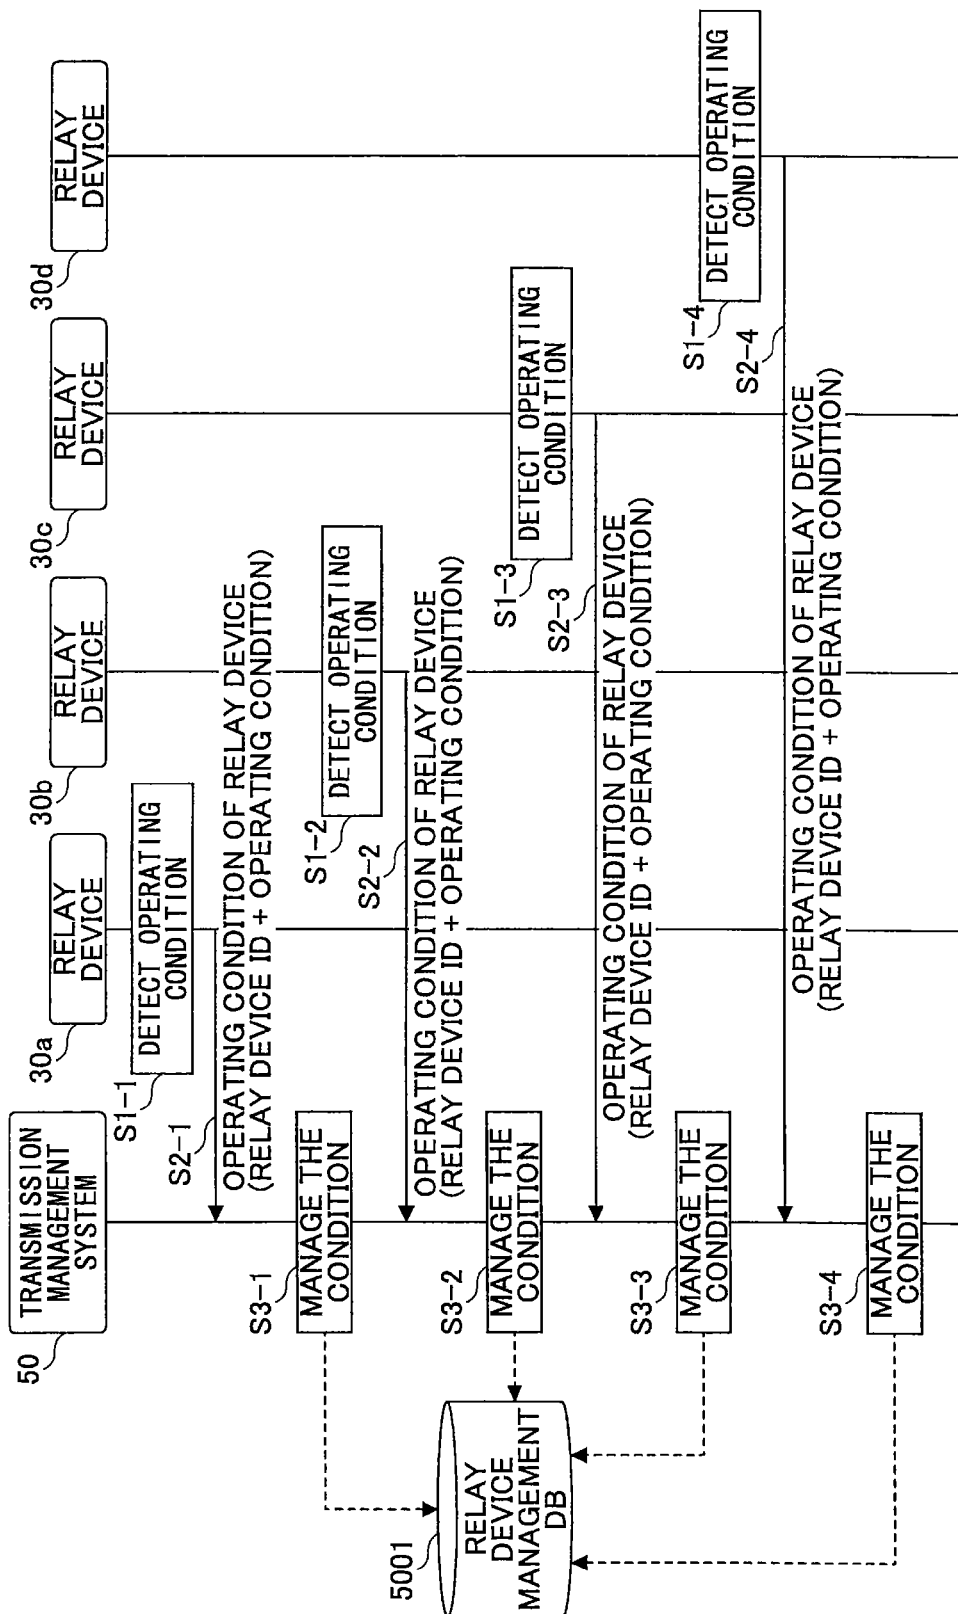 50
TRANSMISSION
MANAGEMENT
SYSTEM
30a
RELAY
DEVICE
30b
RELAY
DEVICE
30c
RELAY
DEVICE
30d
RELAY
DEVICE
S1-1
DETECT OPERATING
CONDITION
S2-1
OPERATING CONDITION OF RELAY DEVICE
(RELAY DEVICE ID + OPERATING CONDITION)
S3-1
MANAGE THE
CONDITION
S1-2
DETECT OPERATING
CONDITION
S2-2
OPERATING CONDITION OF RELAY DEVICE
(RELAY DEVICE ID + OPERATING CONDITION)
5001
RELAY
DEVICE
MANAGEMENT
DB
S3-2
MANAGE THE
CONDITION
S1-3
DETECT OPERATING
CONDITION
S2-3
OPERATING CONDITION OF RELAY DEVICE
(RELAY DEVICE ID + OPERATING CONDITION)
S3-3
MANAGE THE
CONDITION
S1-4
DETECT OPERATING
CONDITION
S2-4
OPERATING CONDITION OF RELAY DEVICE
(RELAY DEVICE ID + OPERATING CONDITION)
S3-4
MANAGE THE
CONDITION